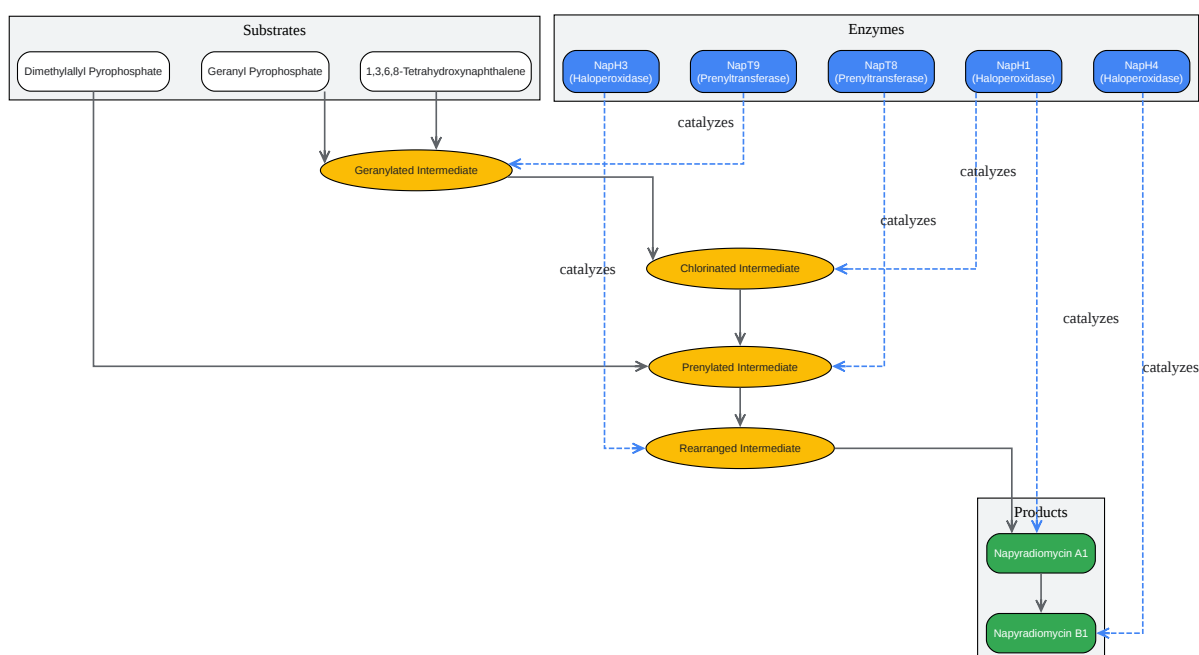 Substrates
Enzymes
Dimethylallyl Pyrophosphate
Geranyl Pyrophosphate
1,3,6,8-Tetrahydroxynaphthalene
NapH3
(Haloperoxidase)
NapT9
(Prenyltransferase)
NapT8
(Prenyltransferase)
NapH1
(Haloperoxidase)
NapH4
(Haloperoxidase)
catalyzes
Geranylated Intermediate
catalyzes
catalyzes
catalyzes
Chlorinated Intermediate
catalyzes
Prenylated Intermediate
catalyzes
Rearranged Intermediate
Products
Napyradiomycin A1
Napyradiomycin B1